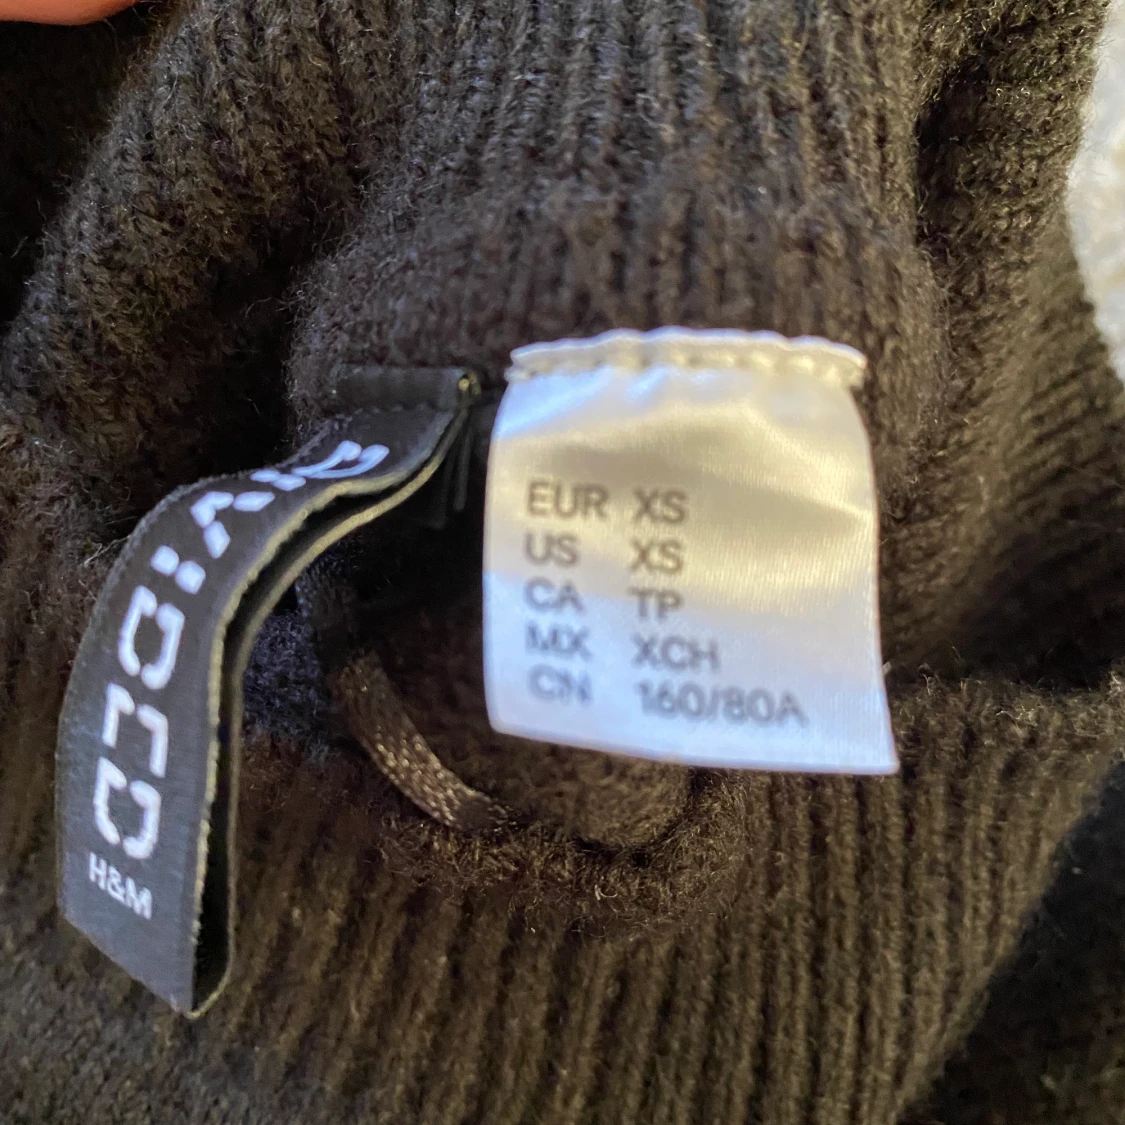 DIVIDED
H&M
EUR XS
US XS
CA TP
MX XCH
CN 160/80A